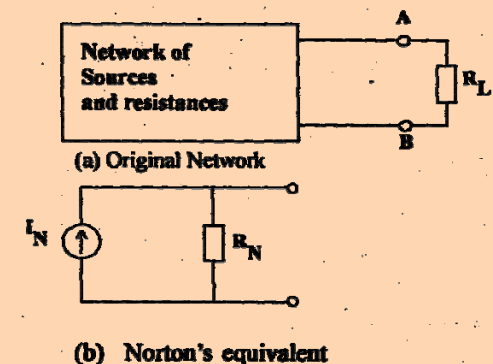 A
Network of
Sources
and resistances
R_L
B
(a) Original Network
I_N
R_N
(b) Norton's equivalent